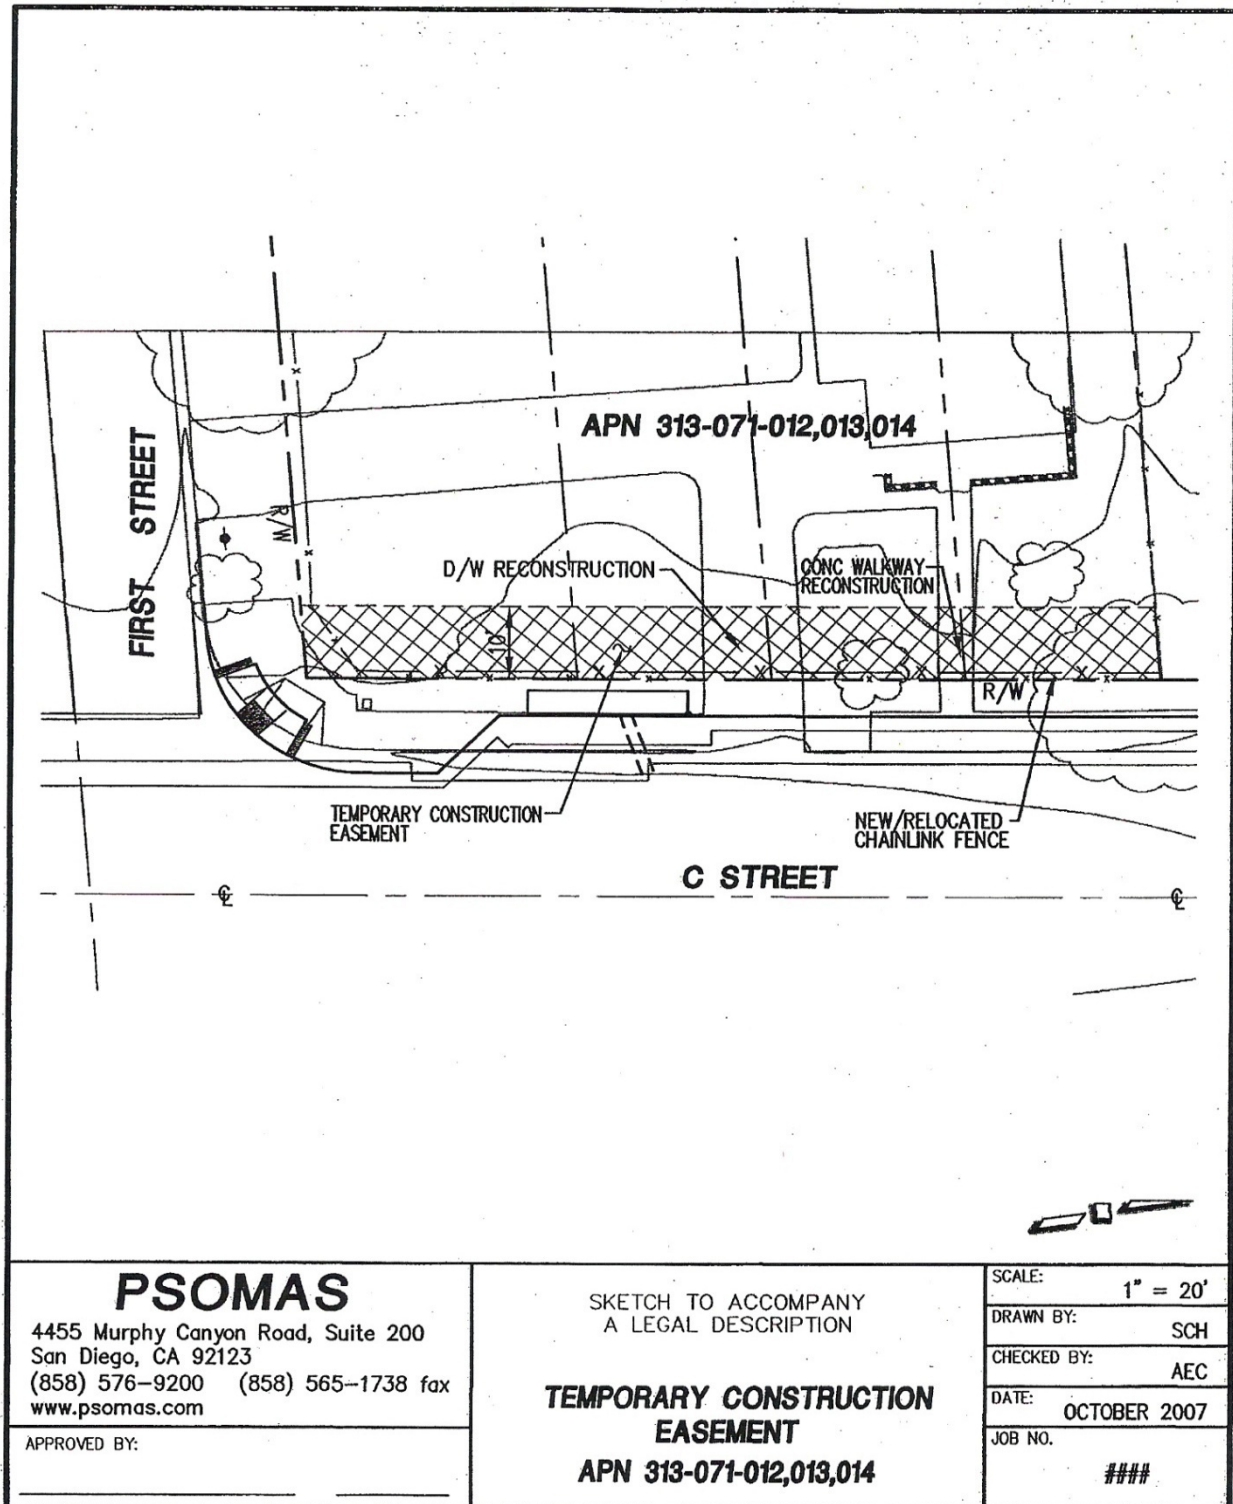 APN 313-071-012,013,014
FIRST STREET
R/W
D/W RECONSTRUCTION
CONC WALKWAY
RECONSTRUCTION
10'
R/W
TEMPORARY CONSTRUCTION
EASEMENT
NEW/RELOCATED
CHAINLINK FENCE
C STREET
PSOMAS
4455 Murphy Canyon Road, Suite 200
San Diego, CA 92123
(858) 576-9200 (858) 565-1738 fax
www.psomas.com
APPROVED BY:
SKETCH TO ACCOMPANY
A LEGAL DESCRIPTION
TEMPORARY CONSTRUCTION
EASEMENT
APN 313-071-012,013,014
SCALE: 1" = 20'
DRAWN BY: SCH
CHECKED BY: AEC
DATE: OCTOBER 2007
JOB NO.
####